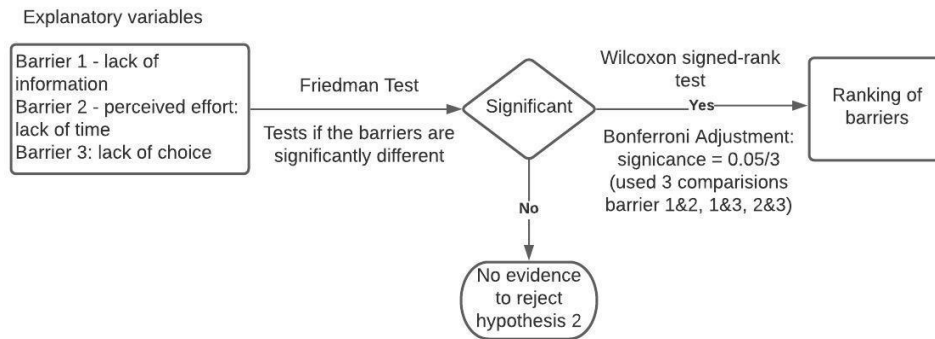 Explanatory variables
Barrier 1 - lack of
information
Barrier 2 - perceived effort:
lack of time
Barrier 3: lack of choice
Friedman Test
Tests if the barriers are
significantly different
Significant
Wilcoxon signed-rank
test
Yes
Bonferroni Adjustment:
signicance = 0.05/3
(used 3 comparisions
barrier 1&2, 1&3, 2&3)
Ranking of
barriers
No
No evidence
to reject
hypothesis 2